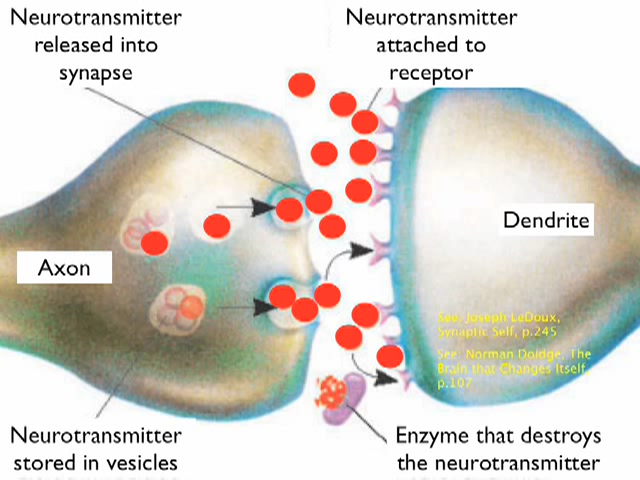 Neurotransmitter
released into
synapse
Neurotransmitter
attached to
receptor
Axon
Dendrite
See: Joseph LeDoux,
Synaptic Self, p.245
See: Norman Doidge, The
Brain that Changes Itself,
p.107
Neurotransmitter
stored in vesicles
Enzyme that destroys
the neurotransmitter